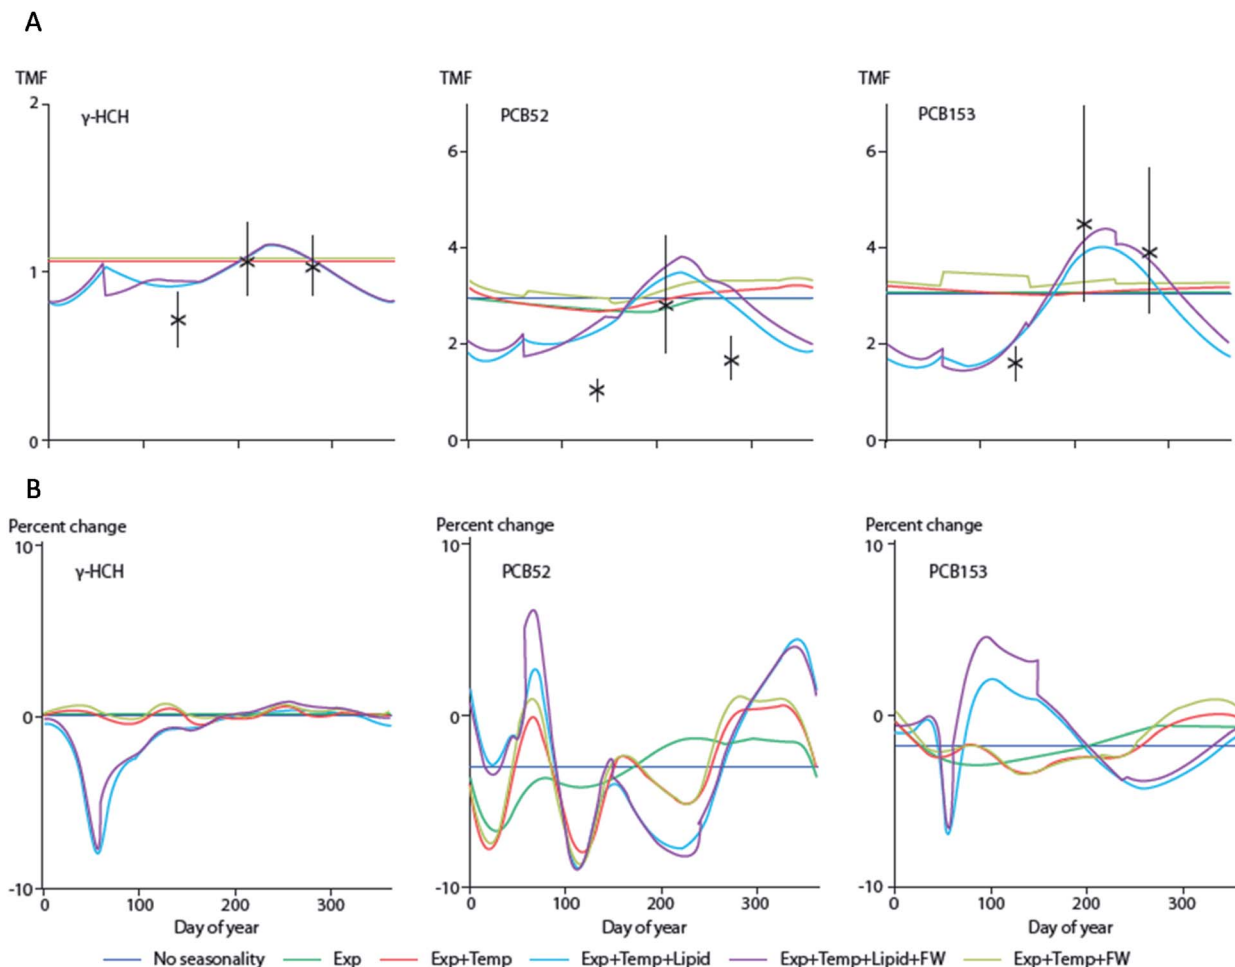 A
TMF TMF TMF
2
γ-HCH PCB52 PCB153
6 6
4 4
1
2 2
0 0 0
B
Percent change Percent change Percent change
10 10 10
γ-HCH PCB52 PCB153
0 0 0
-10 -10 -10
0 100 200 300 0 100 200 300 0 100 200 300
Day of year Day of year Day of year
No seasonality Exp Exp+Temp Exp+Temp+Lipid Exp+Temp+Lipid+FW Exp+Temp+FW